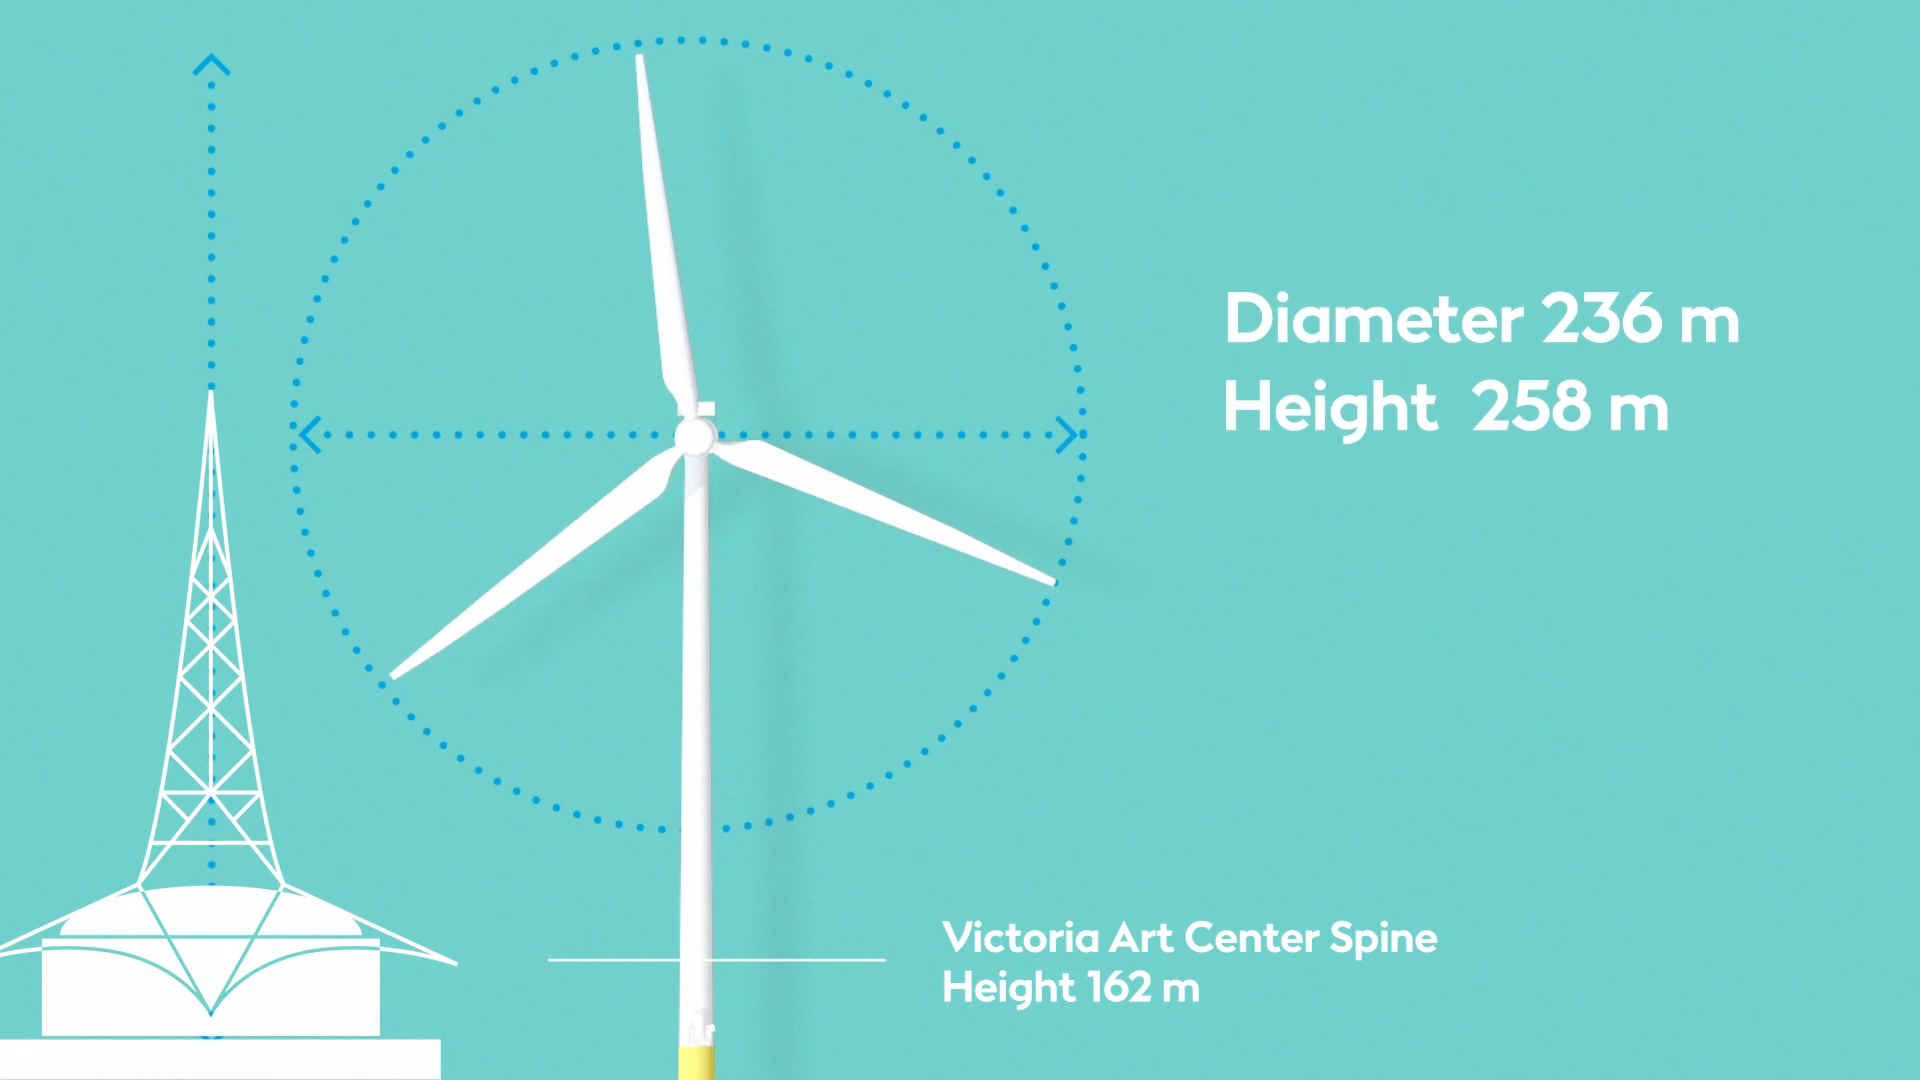 Diameter 236 m
Height 258 m
Victoria Art Center Spine
Height 162 m